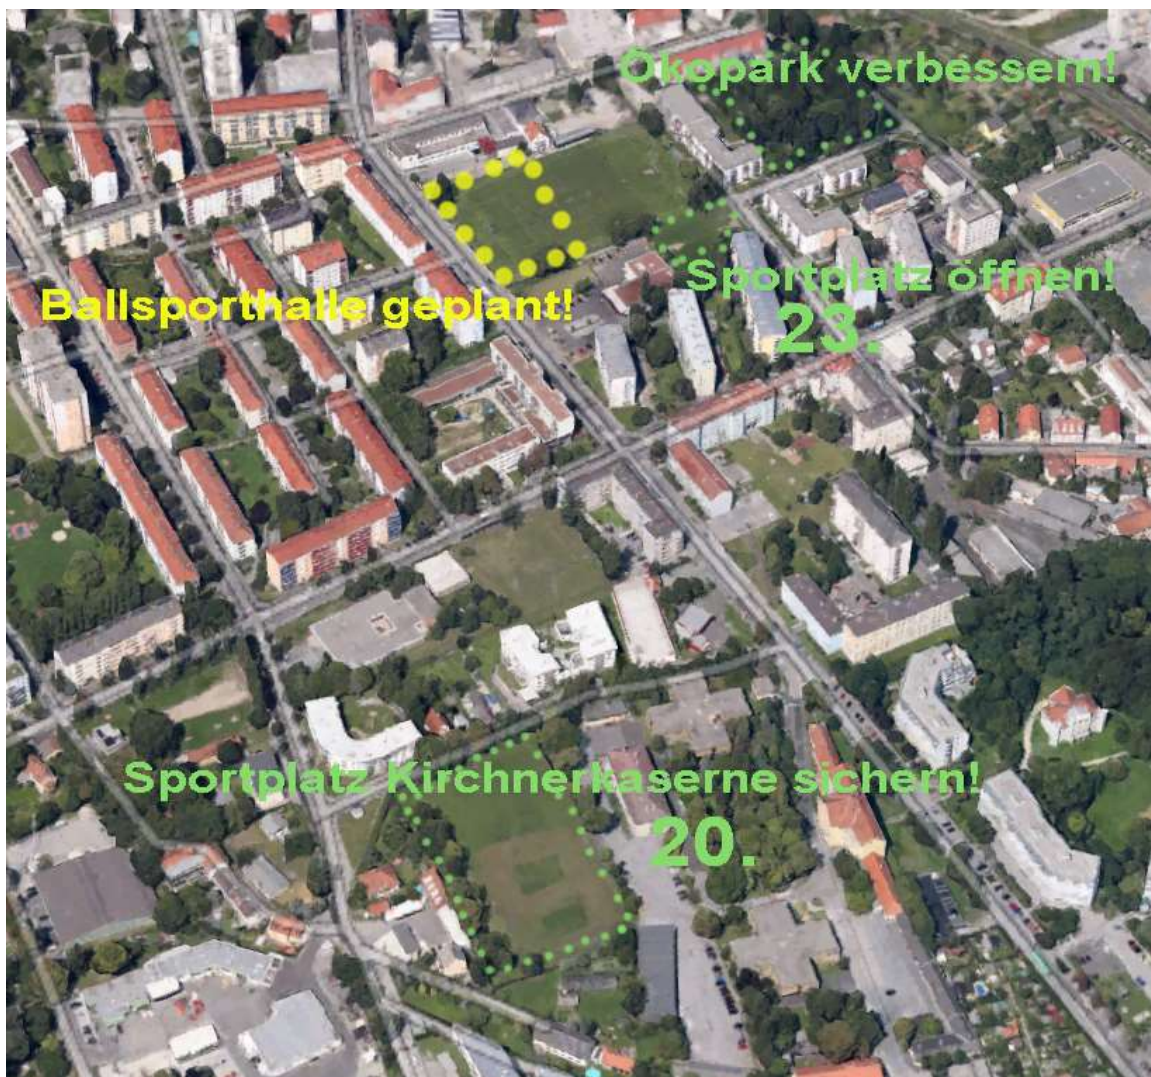 Ökopark verbessern!
Sportplatz öffnen!
23.
Ballsporthalle geplant!
Sportplatz Kirchnerkaserne sichern!
20.